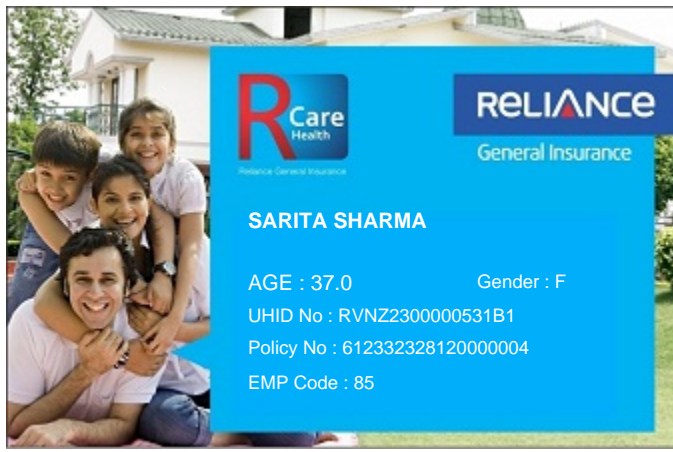 R Care
Health
Reliance General Insurance
RELIANCE
General Insurance
SARITA SHARMA
AGE : 37.0 Gender : F
UHID No : RVNZ2300000531B1
Policy No : 612332328120000004
EMP Code : 85